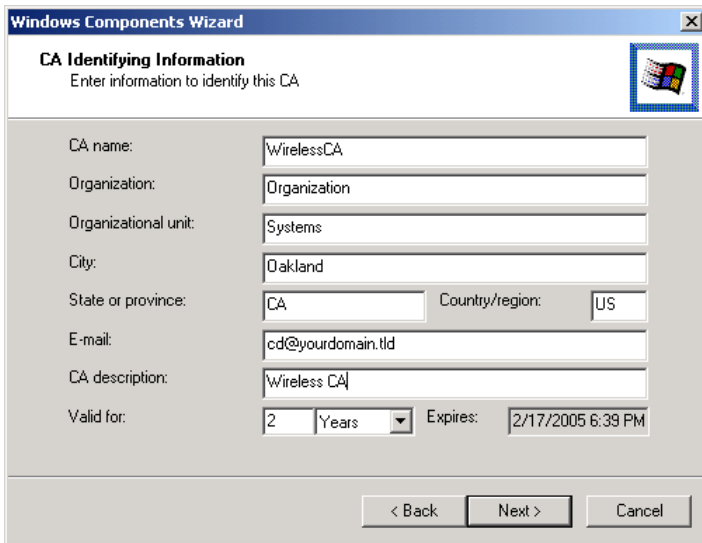 Windows Components Wizard
CA Identifying Information
Enter information to identify this CA
CA name: WirelessCA
Organization: Organization
Organizational unit: Systems
City: Oakland
State or province: CA Country/region: US
E-mail: cd@yourdomain.tld
CA description: Wireless CA
Valid for: 2 Years Expires: 2/17/2005 6:39 PM
< Back Next > Cancel